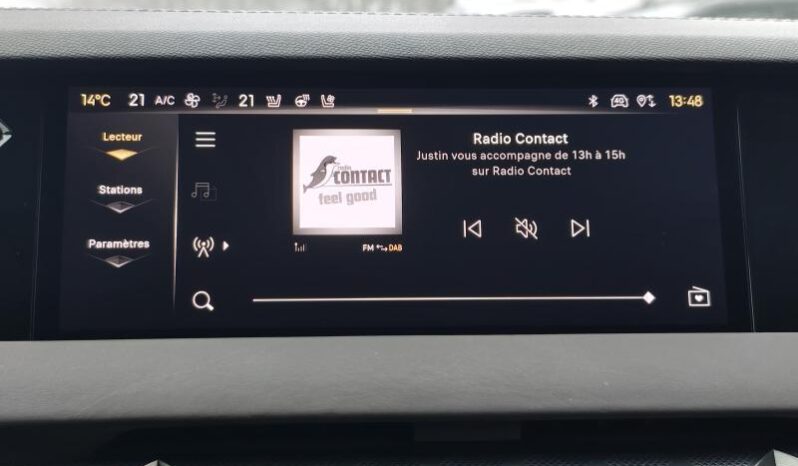 14°C 21 A/C 21 13:48
Lecteur
Stations
Paramètres
radio
CONTACT
feel good
FM DAB
Radio Contact
Justin vous accompagne de 13h à 15h
sur Radio Contact